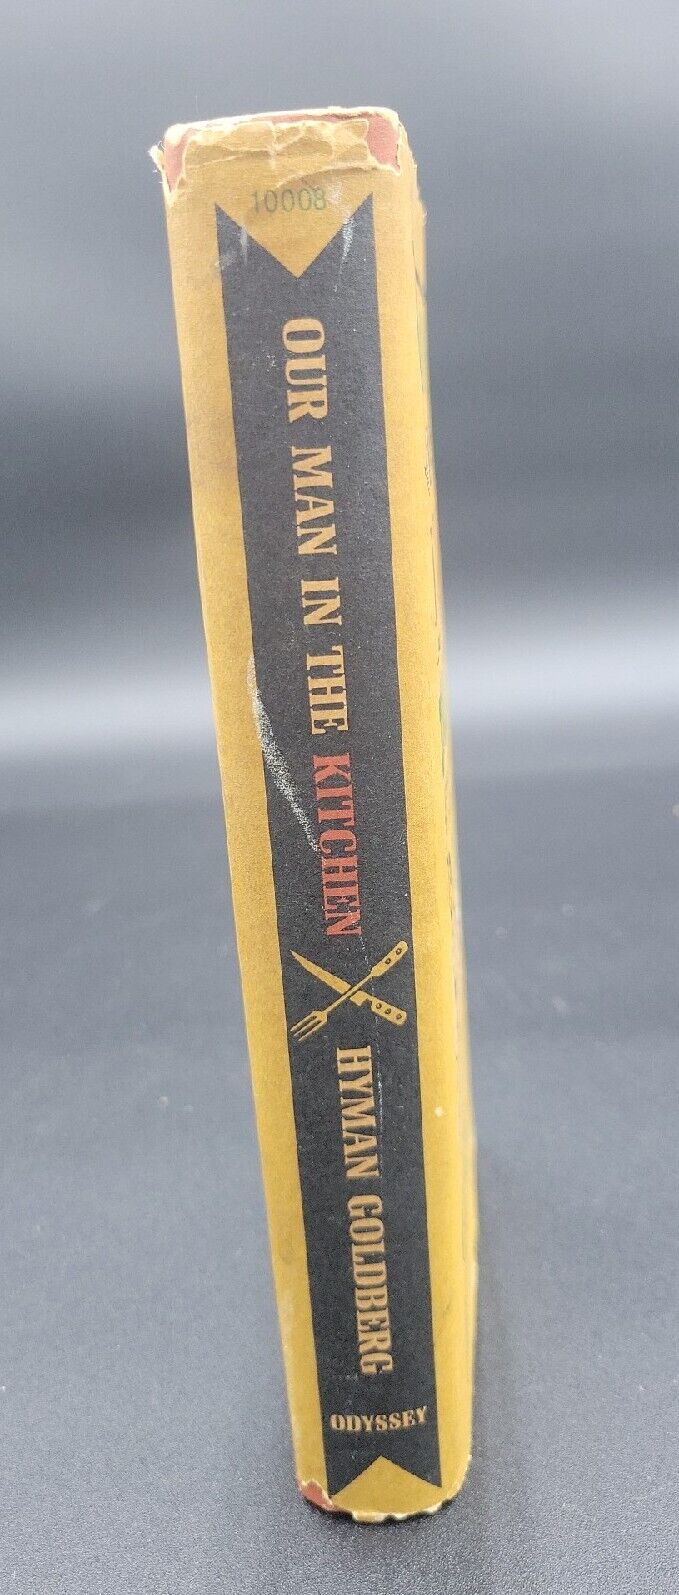 10008
OUR MAN IN THE KITCHEN
HYMAN GOLDBERG
ODYSSEY